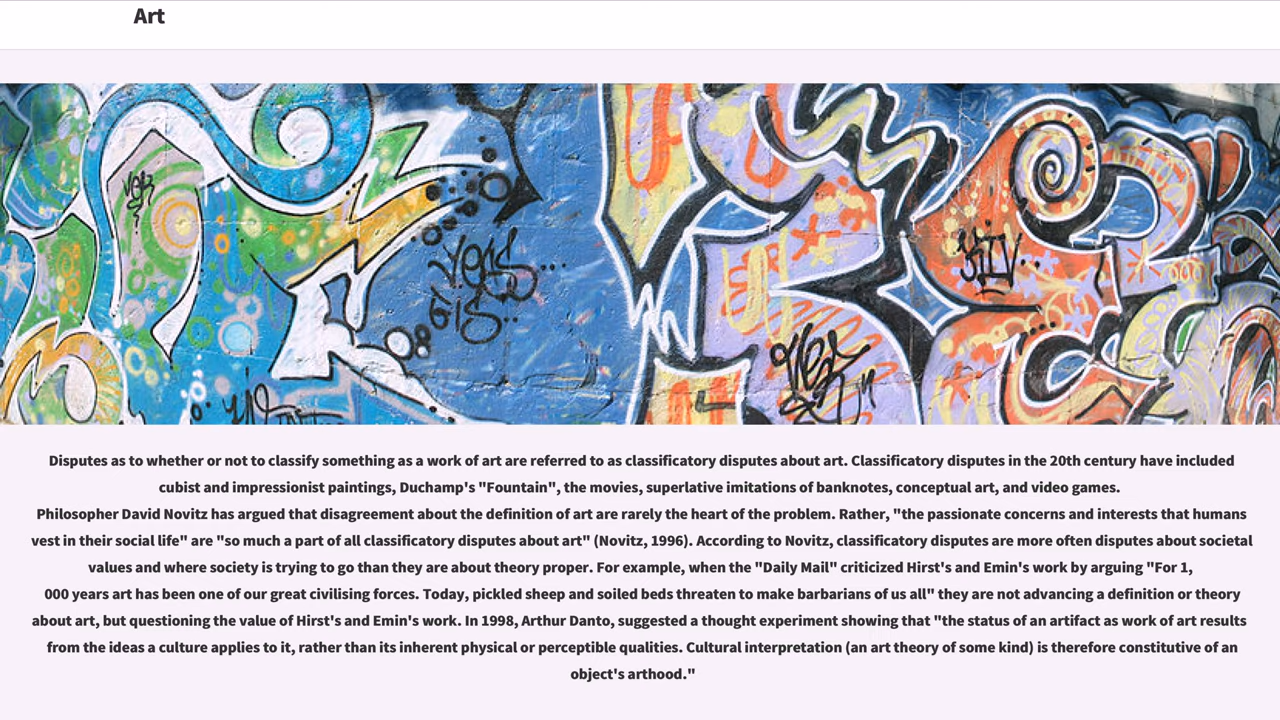 Art
Disputes as to whether or not to classify something as a work of art are referred to as classificatory disputes about art. Classificatory disputes in the 20th century have included
cubist and impressionist paintings, Duchamp's "Fountain", the movies, superlative imitations of banknotes, conceptual art, and video games.
Philosopher David Novitz has argued that disagreement about the definition of art are rarely the heart of the problem. Rather, "the passionate concerns and interests that humans
vest in their social life" are "so much a part of all classificatory disputes about art" (Novitz, 1996). According to Novitz, classificatory disputes are more often disputes about societal
values and where society is trying to go than they are about theory proper. For example, when the "Daily Mail" criticized Hirst's and Emin's work by arguing "For 1,
000 years art has been one of our great civilising forces. Today, pickled sheep and soiled beds threaten to make barbarians of us all" they are not advancing a definition or theory
about art, but questioning the value of Hirst's and Emin's work. In 1998, Arthur Danto, suggested a thought experiment showing that "the status of an artifact as work of art results
from the ideas a culture applies to it, rather than its inherent physical or perceptible qualities. Cultural interpretation (an art theory of some kind) is therefore constitutive of an
object's arthood."